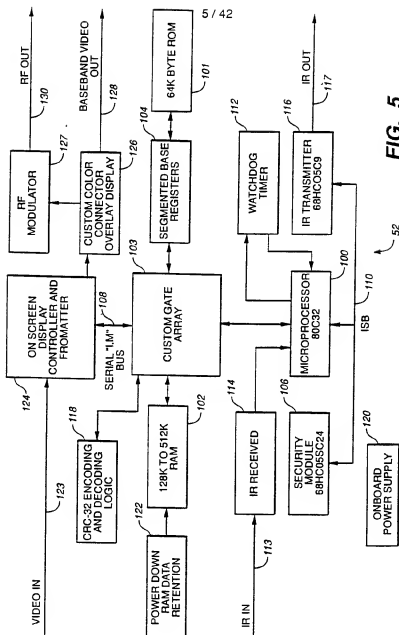 5 / 42
RF OUT
130
BASEBAND VIDEO
OUT
128
RF
MODULATOR
127
CUSTOM COLOR
CONNECTOR
OVERLAY DISPLAY
126
ON SCREEN
DISPLAY
CONTROLLER AND
FROMATTER
124
VIDEO IN
123
SERIAL "I.M"
BUS
108
64K BYTE ROM
101
SEGMENTED BASE
REGISTERS
104
CUSTOM GATE
ARRAY
103
CRC-32 ENCODING
AND DECODING
LOGIC
118
128K TO 512K
RAM
102
POWER DOWN
RAM DATA
RETENTION
122
IR OUT
117
IR TRANSMITTER
68HCO5C9
116
WATCHDOG
TIMER
112
MICROPROCESSOR
80C32
100
ISB
110
IR RECEIVED
114
IR IN
113
SECURITY
MODULE
68HC05SC24
106
ONBOARD
POWER SUPPLY
120
52
FIG. 5